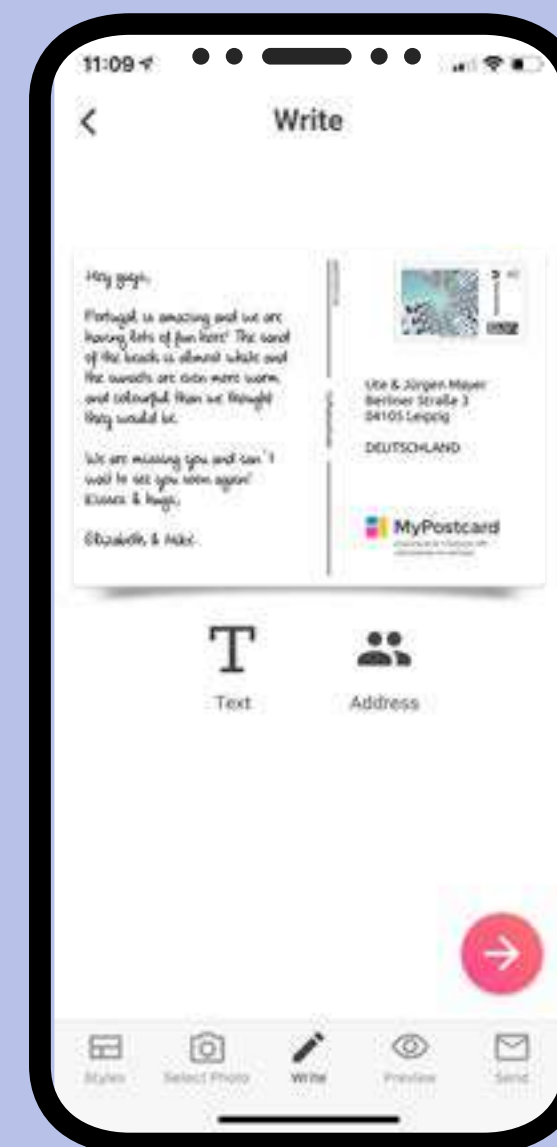 11:09
Write
Hey guys,
Portugal is amazing and we are
having lots of fun here! The sand
of the beach is almost white and
the sunsets are even more warm
and colourful than we thought
they would be.
We are missing you and can't
wait to see you soon again!
Kisses & hugs,
Elizabeth & Mike
Ute & Jürgen Mayer
Berliner Straße 3
04105 Leipzig
DEUTSCHLAND
MyPostcard
Text
Address
Styles
Select Photo
Write
Preview
Send